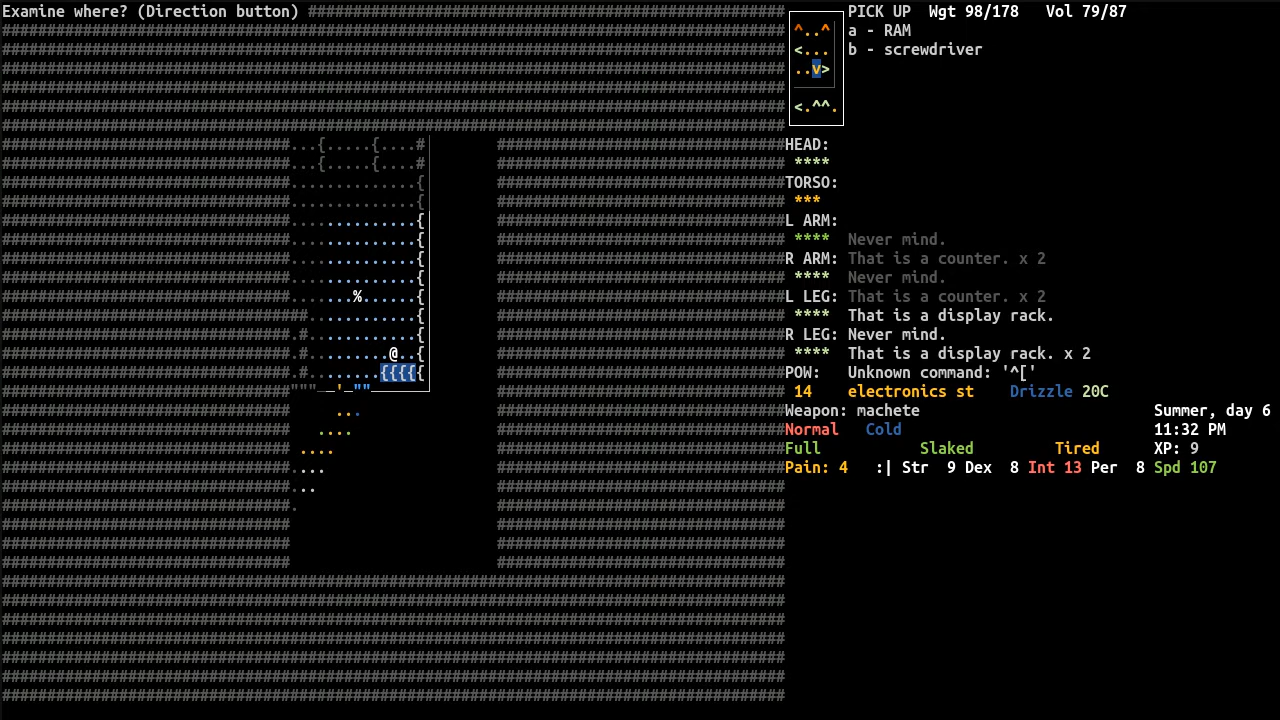 Examine where? (Direction button)
PICK UP Wgt 98/178 Vol 79/87
a - RAM
b - screwdriver
HEAD:
****
TORSO:
***
L ARM:
**** Never mind.
R ARM: That is a counter. x 2
**** Never mind.
L LEG: That is a counter. x 2
**** That is a display rack.
R LEG: Never mind.
**** That is a display rack. x 2
POW: Unknown command: '^['
14 electronics st Drizzle 20C
Weapon: machete Summer, day 6
Normal Cold 11:32 PM
Full Slaked Tired XP: 9
Pain: 4 :| Str 9 Dex 8 Int 13 Per 8 Spd 107